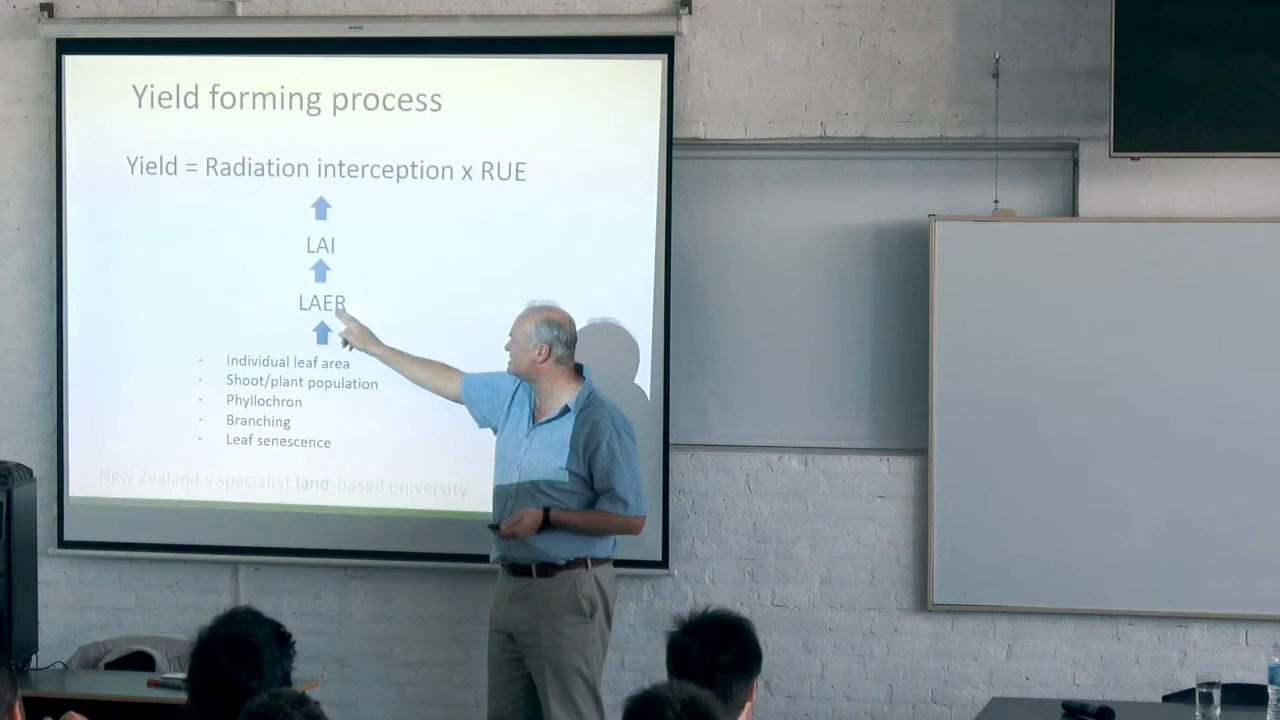 Yield forming process
Yield = Radiation interception x RUE
LAI
LAER
- Individual leaf area
- Shoot/plant population
- Phyllochron
- Branching
- Leaf senescence
New Zealand's specialist land-based university